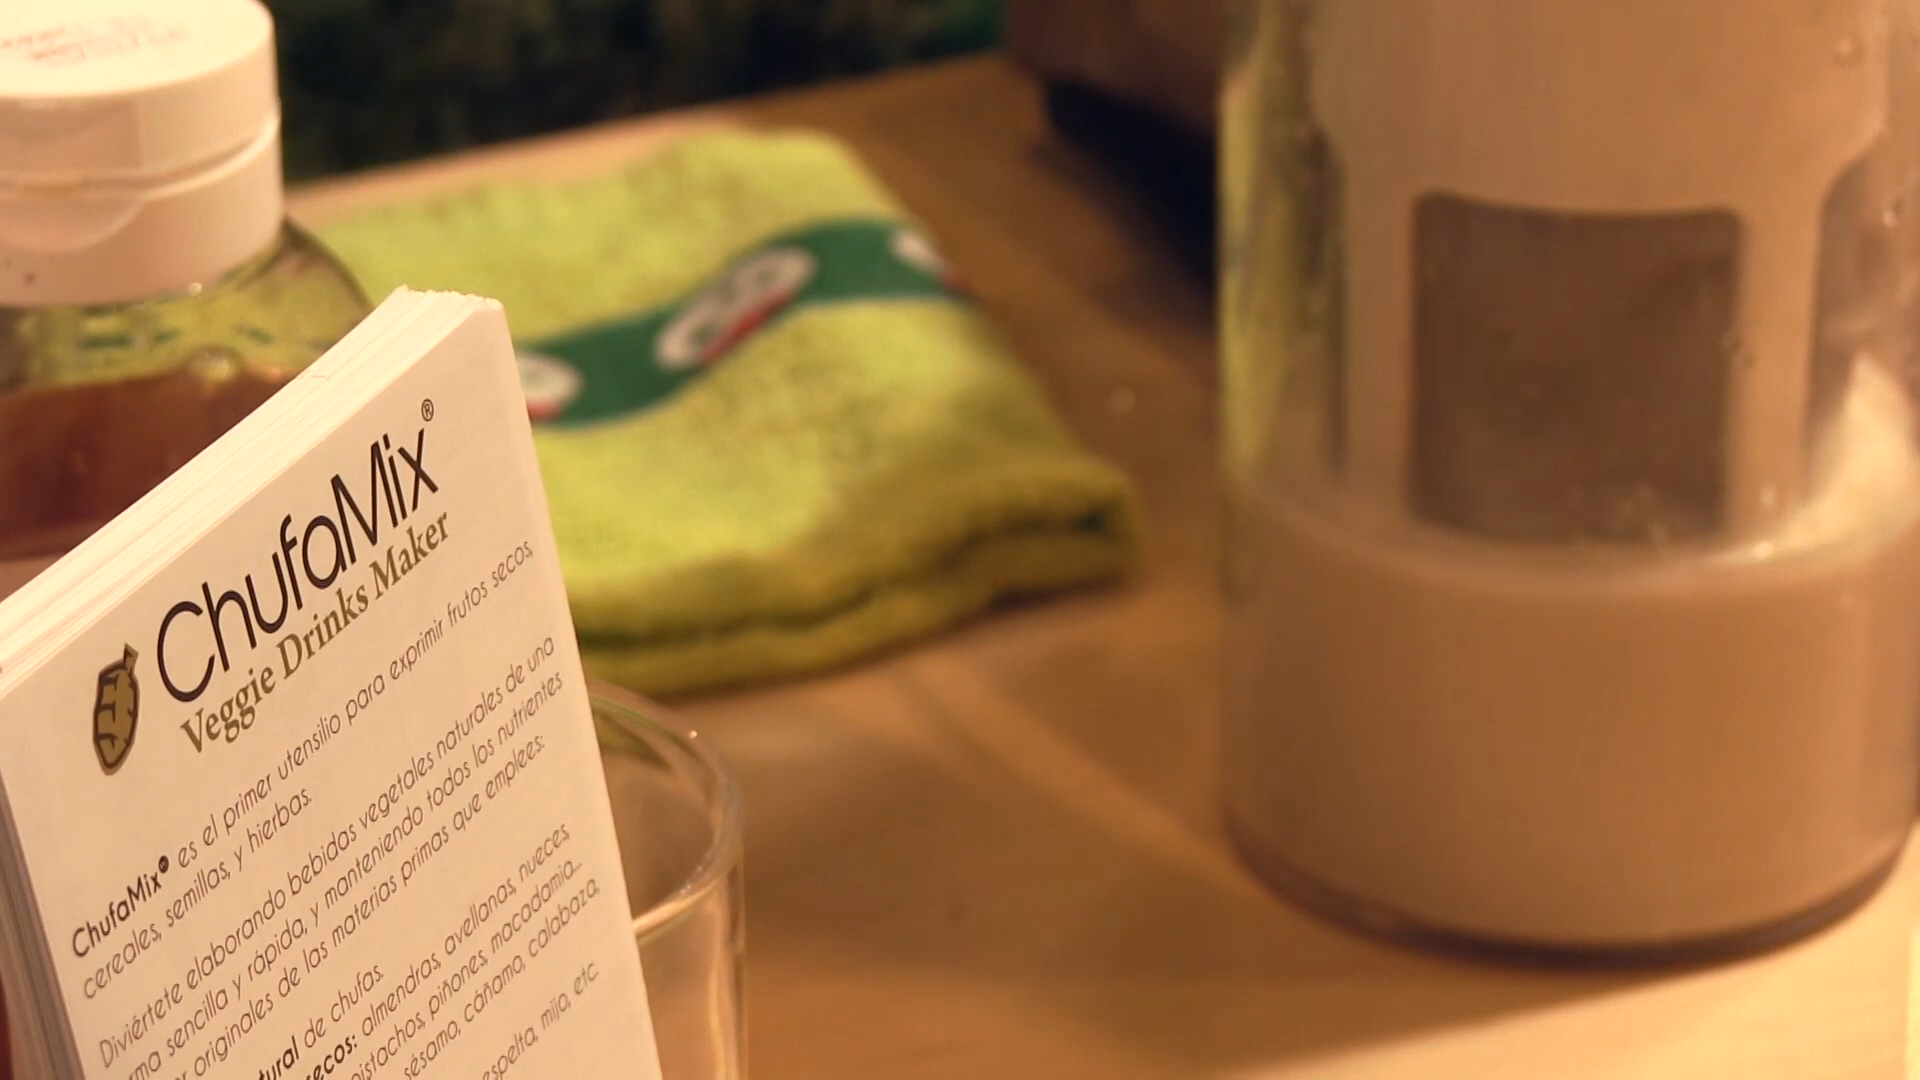 ChufaMix®
Veggie Drinks Maker
ChufaMix® es el primer utensilio para exprimir frutos secos,
cereales, semillas, y hierbas.
Diviértete elaborando bebidas vegetales naturales de una
rma sencilla y rápida, y manteniendo todos los nutrientes
originales de las materias primas que emplees:
tural de chufas.
secos: almendras, avellanas, nueces,
pistachos, piñones, macadamia...
sésamo, cáñamo, calabaza,
espelta, mijo, etc.